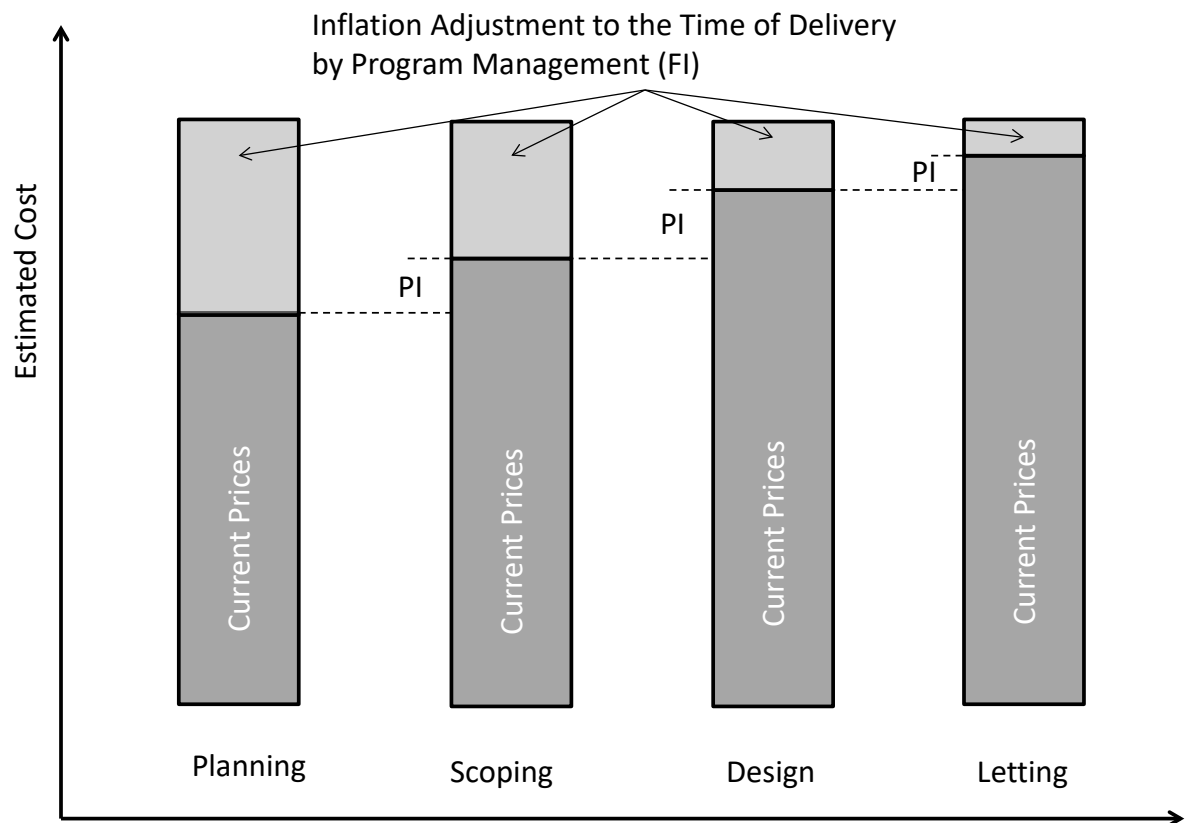 Inflation Adjustment to the Time of Delivery
by Program Management (FI)
Estimated Cost
PI
PI
PI
Current Prices
Current Prices
Current Prices
Current Prices
Planning
Scoping
Design
Letting